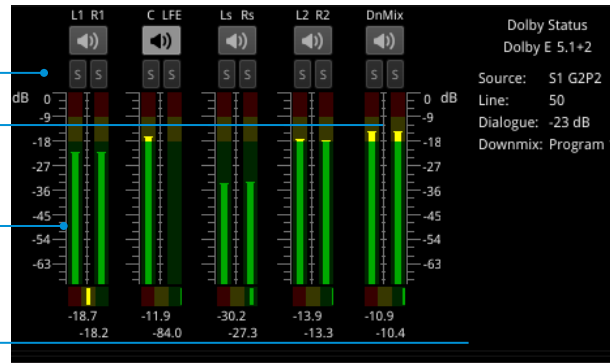 L1 R1 C LFE Ls Rs L2 R2 DnMix
S S S S S S S S S S
dB 0 0 dB
-9 -9
-18 -18
-27 -27
-36 -36
-45 -45
-54 -54
-63 -63
-18.7 -11.9 -30.2 -13.9 -10.9
-18.2 -84.0 -27.3 -13.3 -10.4
Dolby Status
Dolby E 5.1+2
Source: S1 G2P2
Line: 50
Dialogue: -23 dB
Downmix: Program